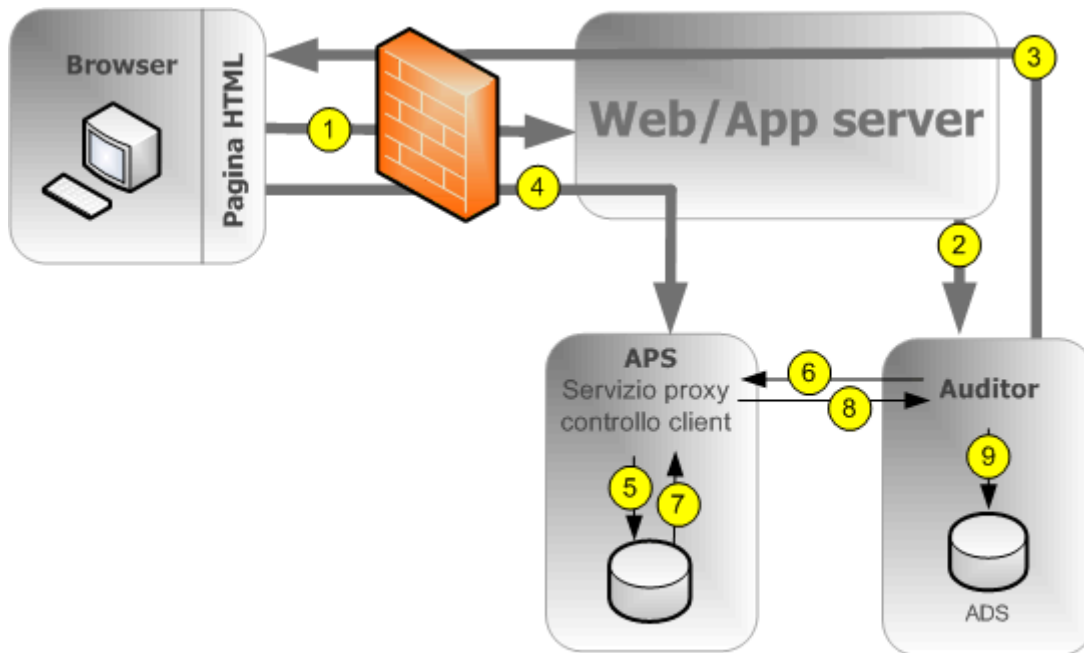 Browser
Pagina HTML
1
Web/App server
3
4
2
APS
Servizio proxy
controllo client
6
8
Auditor
5
7
9
ADS